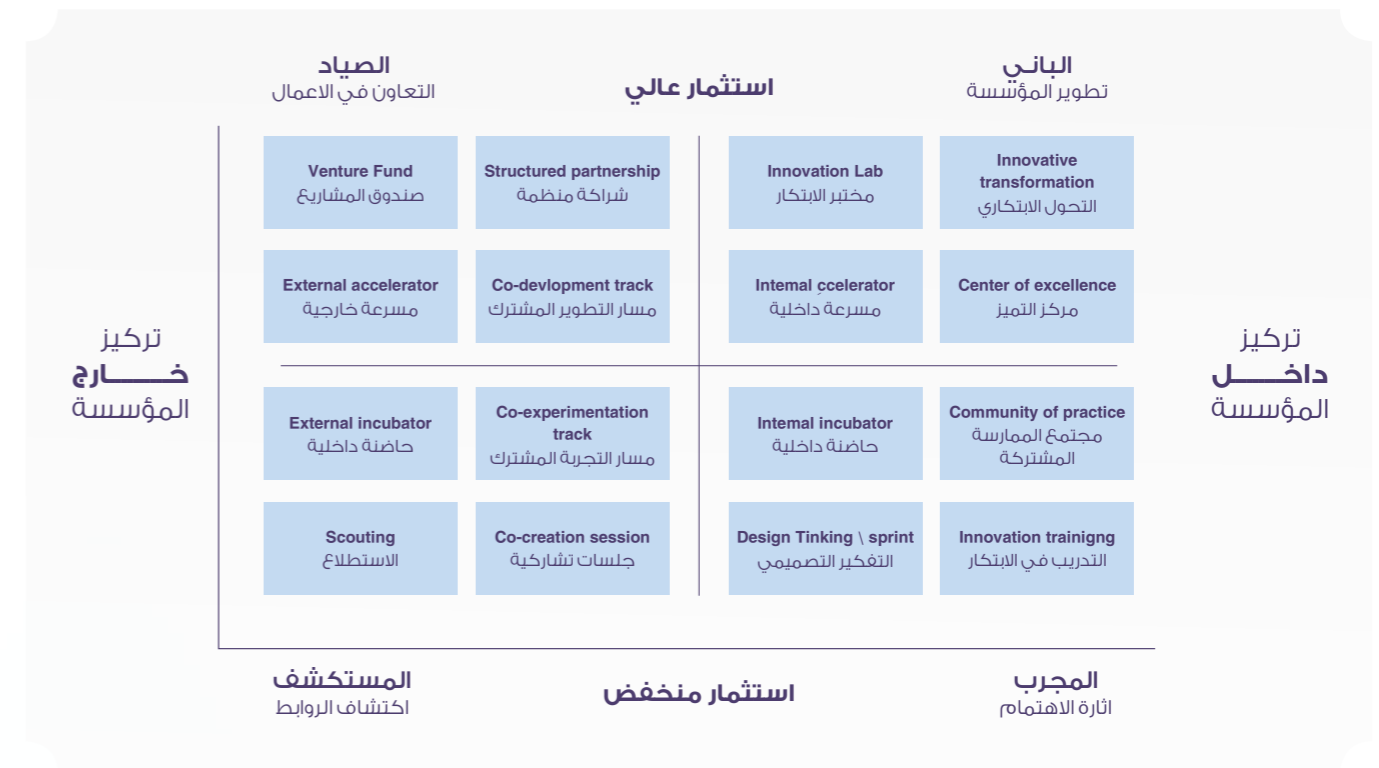 الصياد
التعاون في الاعمال
استثمار عالي
الباني
تطوير المؤسسة
Venture Fund
صندوق المشاريع
Structured partnership
شراكة منظمة
Innovation Lab
مختبر الابتكار
Innovative
transformation
التحول الابتكاري
External accelerator
مسرعة خارجية
Co-devlopment track
مسار التطوير المشترك
Intemal ççelerator
مسرعة داخلية
Center of excellence
مركز التميز
تركيز
خـــــارج
المؤسسة
تركيز
داخـــــل
المؤسسة
External incubator
حاضنة داخلية
Co-experimentation
track
مسار التجربة المشترك
Intemal incubator
حاضنة داخلية
Community of practice
مجتمع الممارسة
المشتركة
Scouting
الاستطلاع
Co-creation session
جلسات تشاركية
Design Tinking \ sprint
التفكير التصميمي
Innovation trainigng
التدريب في الابتكار
المستكشف
اكتشاف الروابط
استثمار منخفض
المجرب
اثارة الاهتمام